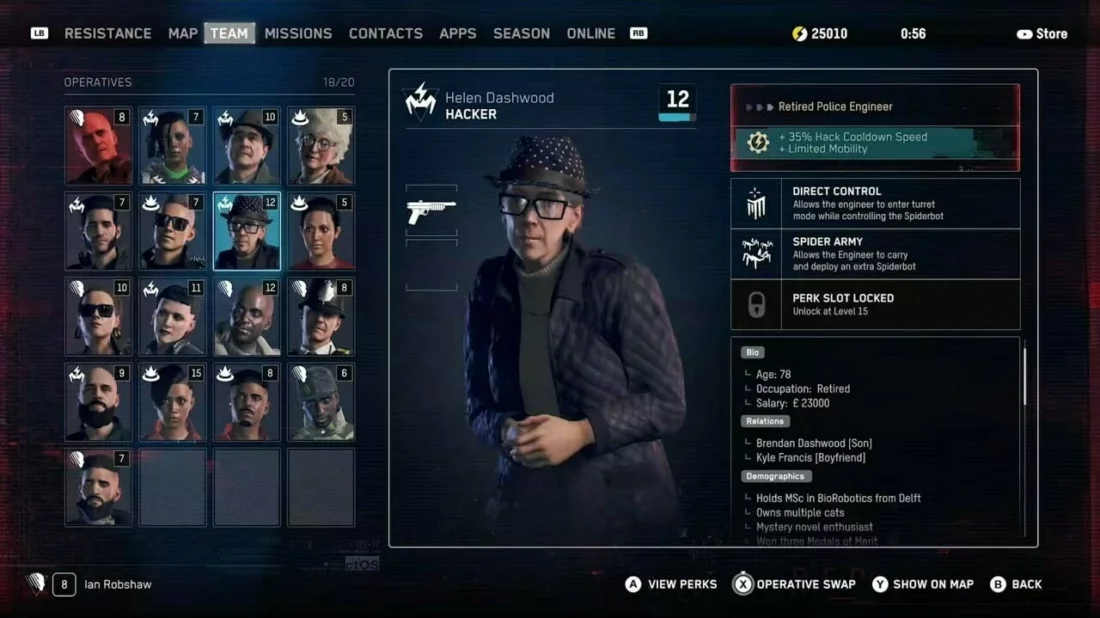 LB RESISTANCE MAP TEAM MISSIONS CONTACTS APPS SEASON ONLINE RB 25010 0:56 Store
OPERATIVES 18/20
8 7 10 5
7 7 12 5
10 11 12 8
9 15 8 6
7
Helen Dashwood
HACKER
12
Retired Police Engineer
+ 35% Hack Cooldown Speed
+ Limited Mobility
DIRECT CONTROL
Allows the engineer to enter turret
mode while controlling the Spiderbot
SPIDER ARMY
Allows the Engineer to carry
and deploy an extra Spiderbot
PERK SLOT LOCKED
Unlock at Level 15
Bio
Age: 78
Occupation: Retired
Salary: £ 23000
Relations
Brendan Dashwood [Son]
Kyle Francis [Boyfriend]
Demographics
Holds MSc in BioRobotics from Delft
Owns multiple cats
Mystery novel enthusiast
Won three Medals of Merit
ctOS
8 Ian Robshaw
A VIEW PERKS X OPERATIVE SWAP Y SHOW ON MAP B BACK